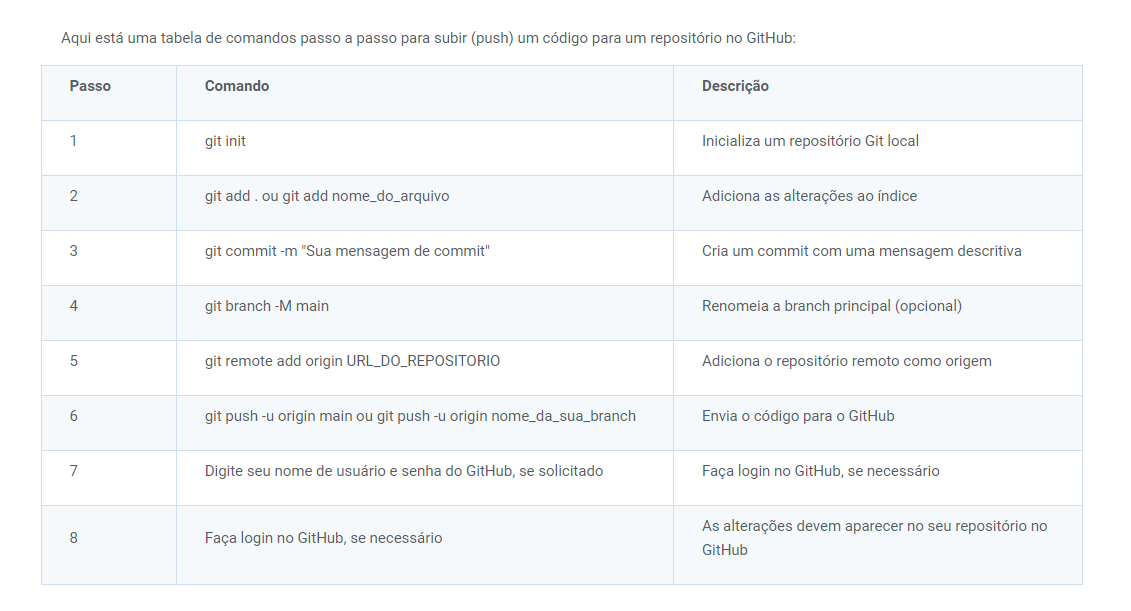 Aqui está uma tabela de comandos passo a passo para subir (push) um código para um repositório no GitHub:
Passo Comando Descrição
1 git init Inicializa um repositório Git local
2 git add . ou git add nome_do_arquivo Adiciona as alterações ao índice
3 git commit -m "Sua mensagem de commit" Cria um commit com uma mensagem descritiva
4 git branch -M main Renomeia a branch principal (opcional)
5 git remote add origin URL_DO_REPOSITORIO Adiciona o repositório remoto como origem
6 git push -u origin main ou git push -u origin nome_da_sua_branch Envia o código para o GitHub
7 Digite seu nome de usuário e senha do GitHub, se solicitado Faça login no GitHub, se necessário
8 Faça login no GitHub, se necessário As alterações devem aparecer no seu repositório no
GitHub